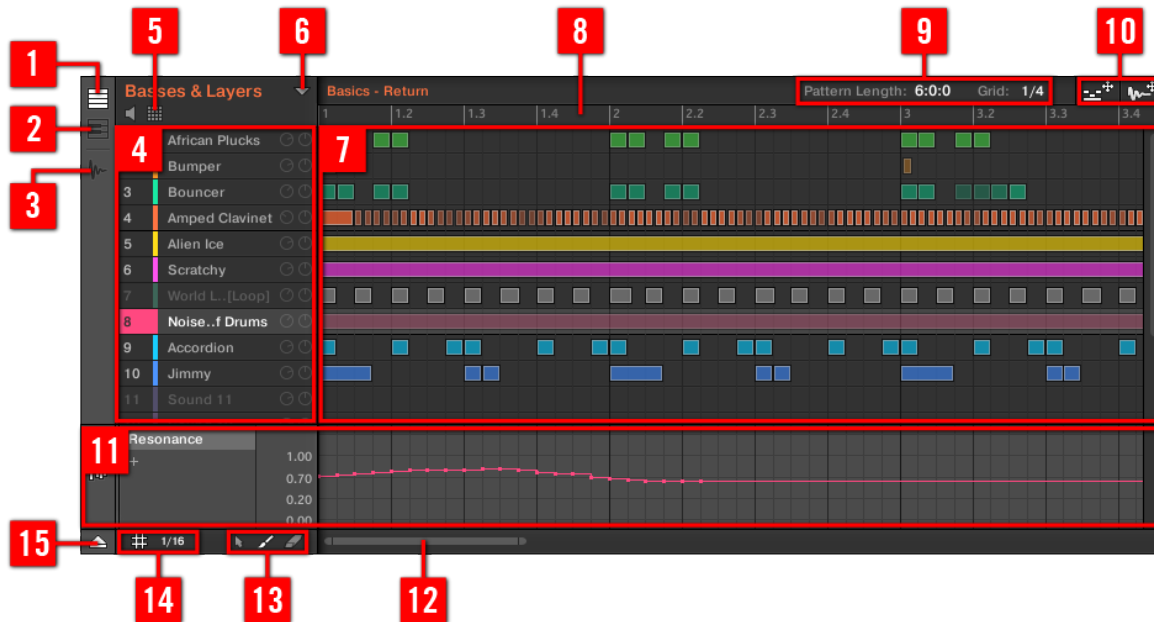 5
6
8
9
10
1
Basses & Layers
Basics - Return
Pattern Length: 6:0:0 Grid: 1/4
1 1.2 1.3 1.4 2 2.2 2.3 2.4 3 3.2 3.3 3.4
2
4
African Plucks
7
Bumper
3
3 Bouncer
4 Amped Clavinet
5 Alien Ice
6 Scratchy
7 World L..[Loop]
8 Noise..f Drums
9 Accordion
10 Jimmy
11 Sound 11
11
Resonance
+
1.00
0.70
0.20
0.00
15
1/16
14
13
12